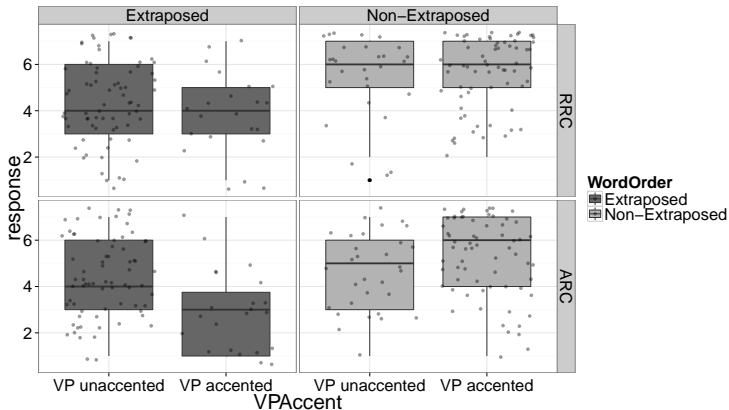 Extraposed
Non−Extraposed
6
4
2
RRC
response
WordOrder
Extraposed
Non−Extraposed
6
4
2
ARC
VP unaccented
VP accented
VP unaccented
VP accented
VPAccent